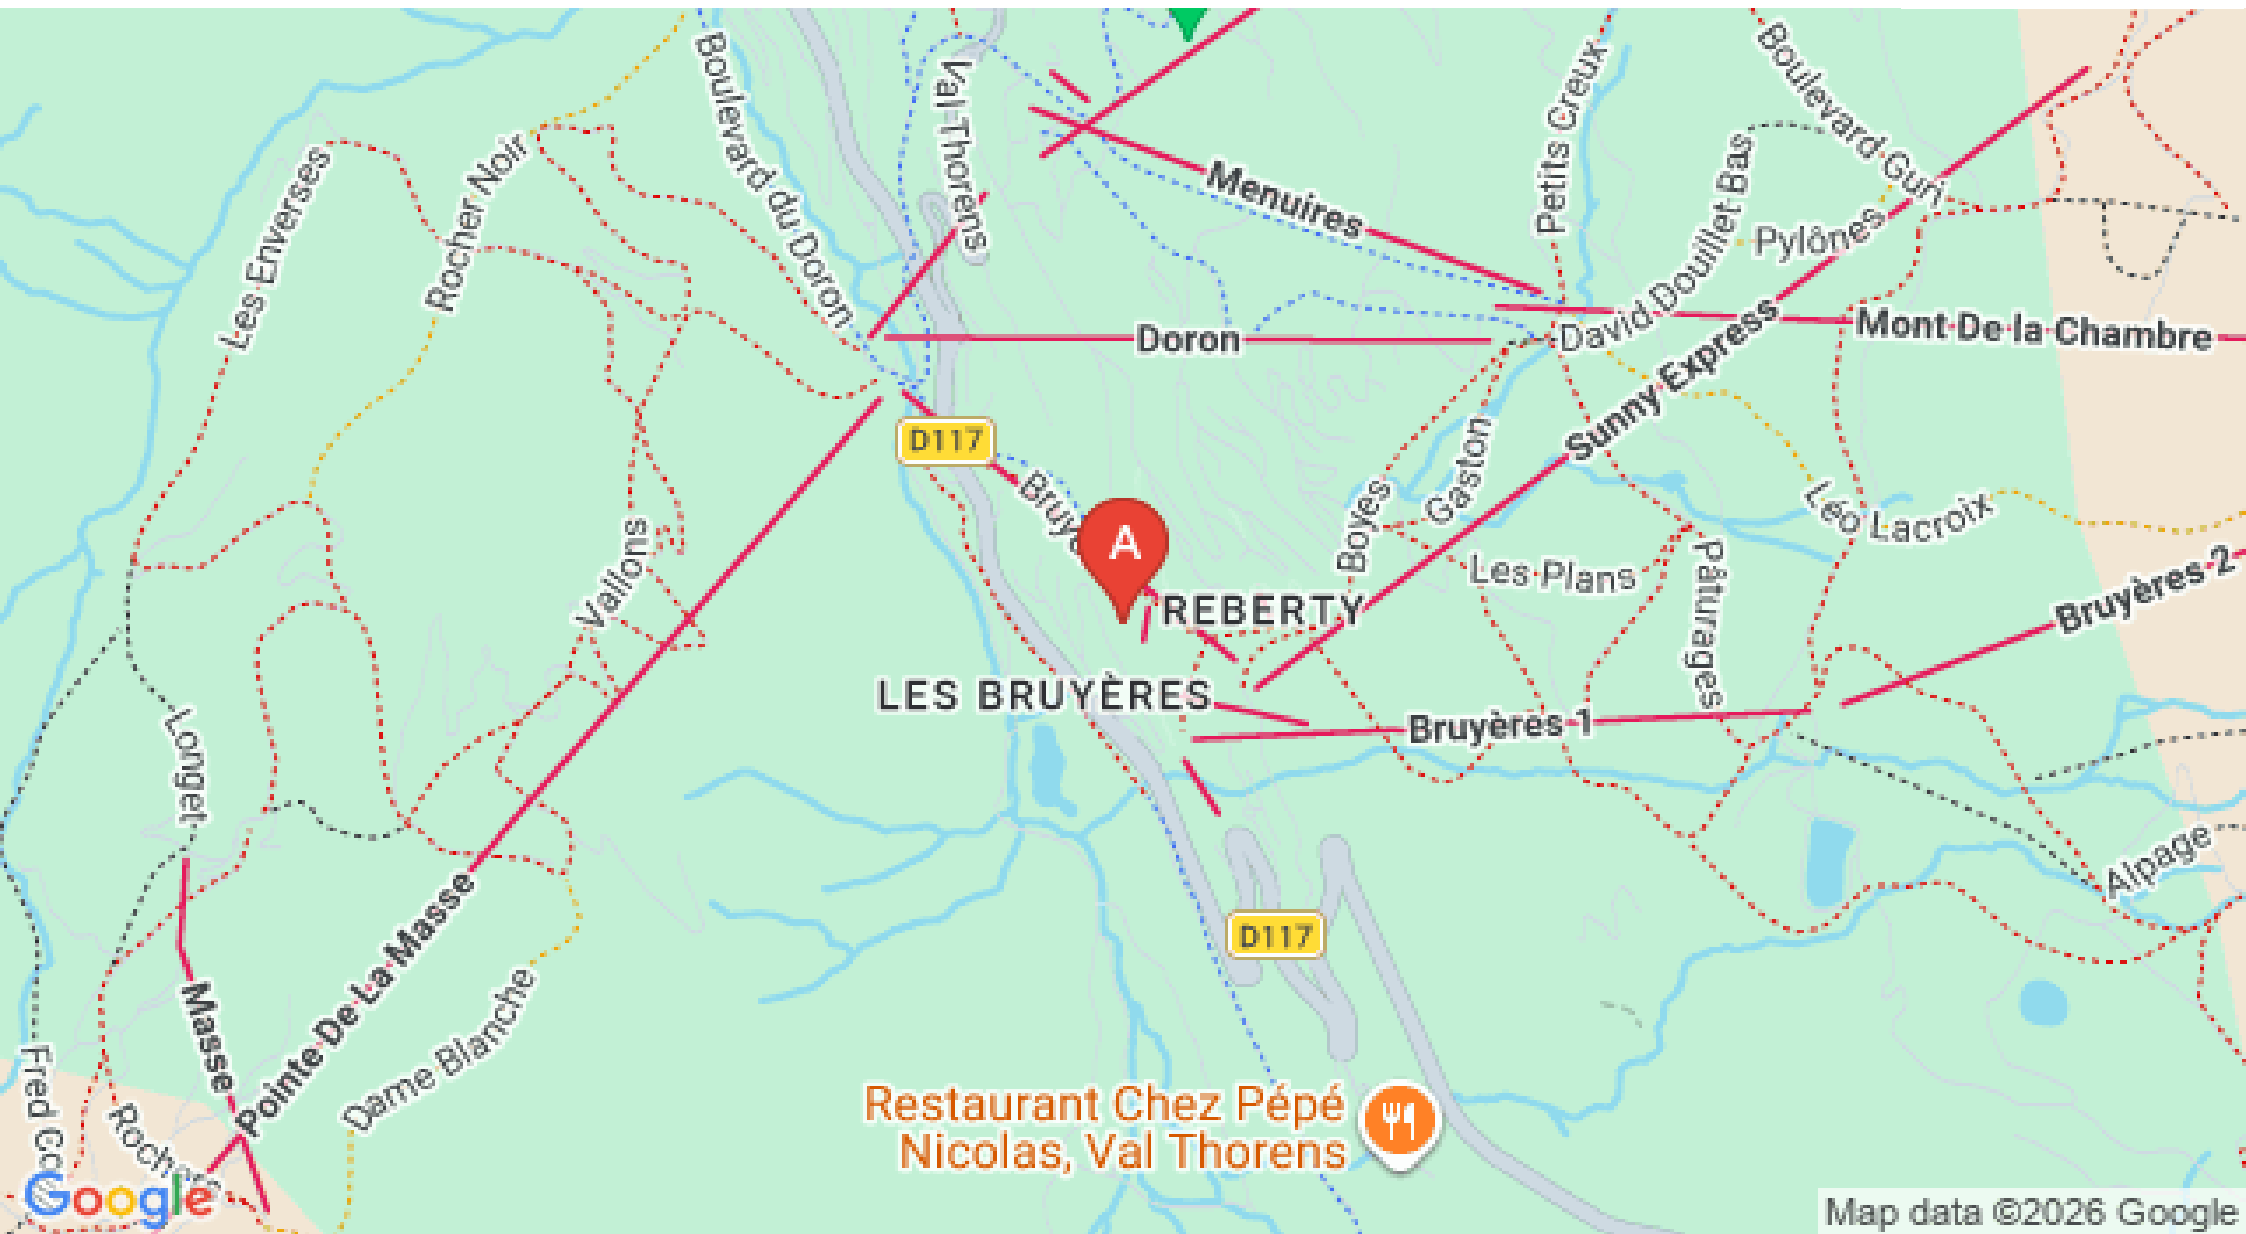 Boulevard du Doron
Val-Thorens
Petits Creux
Boulevard Guri
Les Enverses
Rocher Noir
Menuires
David Douillet Bas
Pylônes
Doron
Mont De la Chambre
Sunny Express
D117
Gaston
Léo Lacroix
Boyes
A
Les Plans
Vallons
Pâturages
Bruyères 2
REBERTY
LES BRUYÈRES
Bruyères 1
Longet
Alpage
D117
Masse
Pointe De La Masse
Dame Blanche
Restaurant Chez Pépé
Nicolas, Val Thorens
Google
Map data ©2026 Google